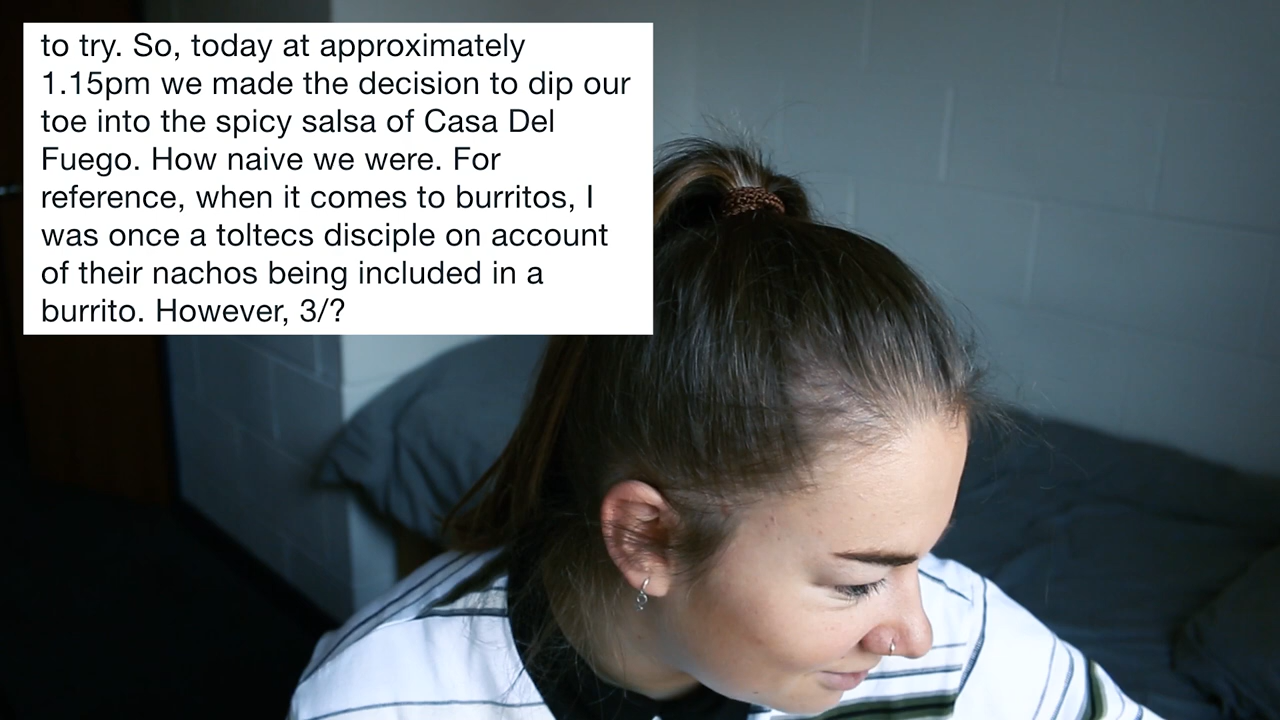 to try. So, today at approximately
1.15pm we made the decision to dip our
toe into the spicy salsa of Casa Del
Fuego. How naive we were. For
reference, when it comes to burritos, I
was once a toltecs disciple on account
of their nachos being included in a
burrito. However, 3/?